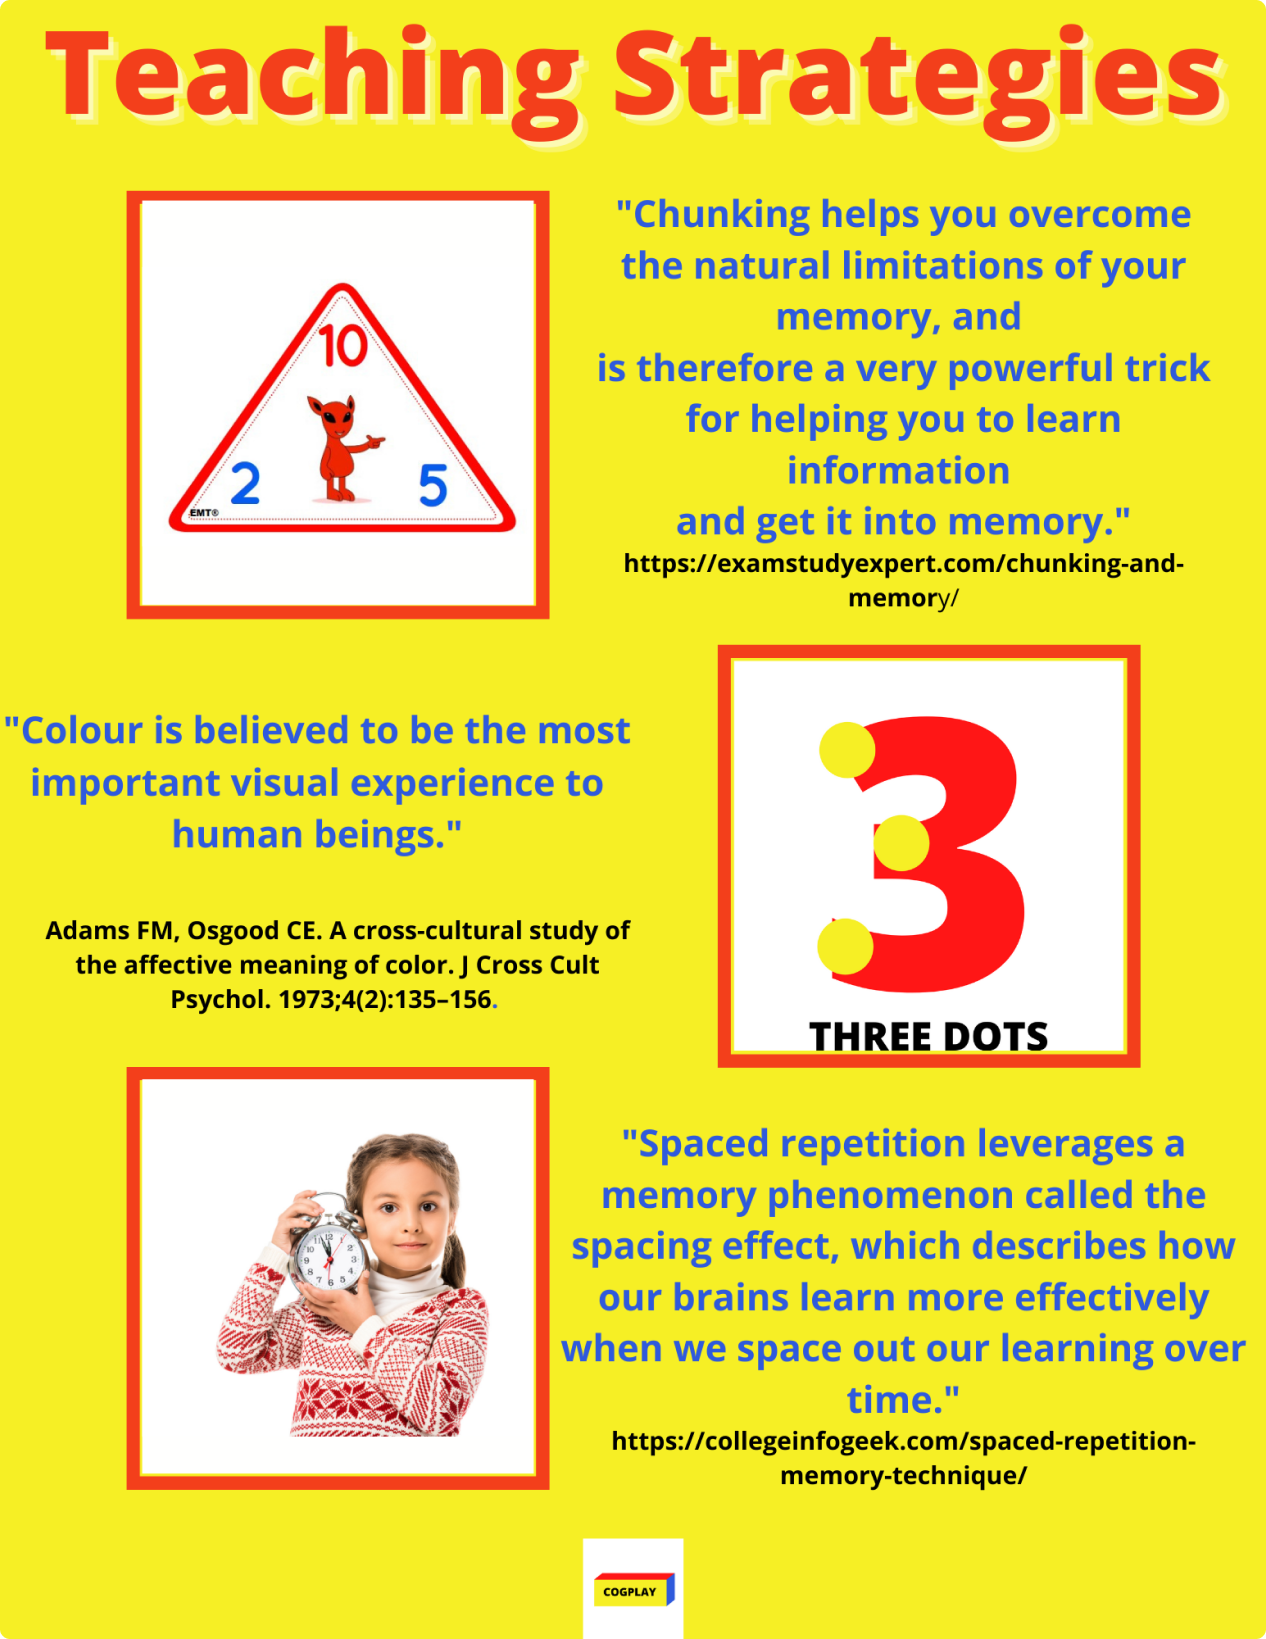 Teaching Strategies
"Chunking helps you overcome
the natural limitations of your
memory, and
is therefore a very powerful trick
for helping you to learn
information
and get it into memory."
https://examstudyexpert.com/chunking-and-
memory/
10
2
5
EMT®
"Colour is believed to be the most
important visual experience to
human beings."
Adams FM, Osgood CE. A cross-cultural study of
the affective meaning of color. J Cross Cult
Psychol. 1973;4(2):135–156.
3
THREE DOTS
"Spaced repetition leverages a
memory phenomenon called the
spacing effect, which describes how
our brains learn more effectively
when we space out our learning over
time."
https://collegeinfogeek.com/spaced-repetition-
memory-technique/
COGPLAY